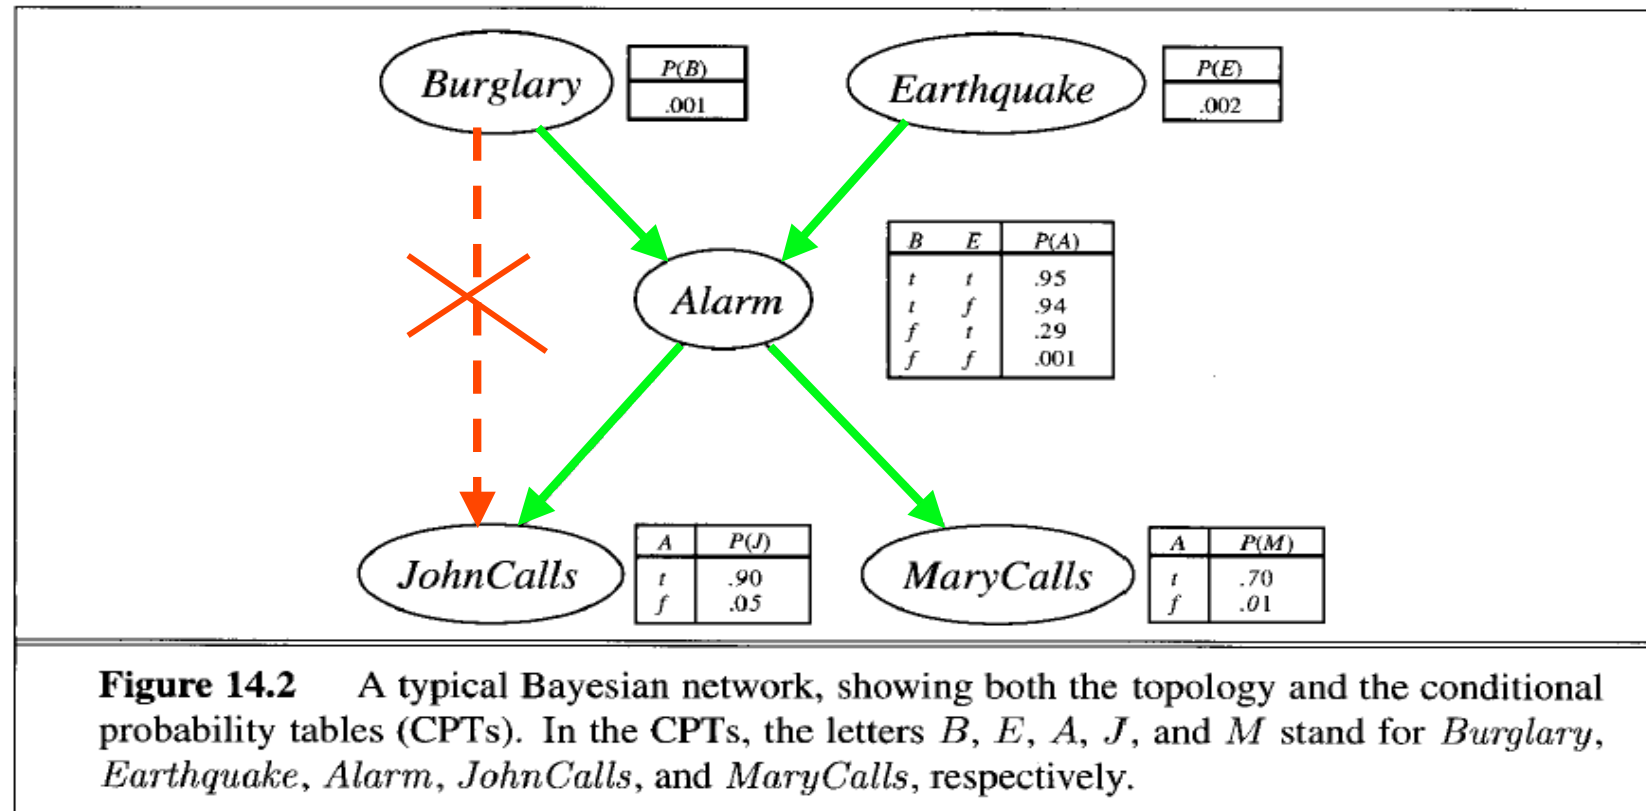 Burglary
P(B)
.001
Earthquake
P(E)
.002
Alarm
B E P(A)
t t .95
t f .94
f t .29
f f .001
JohnCalls
A P(J)
t .90
f .05
MaryCalls
A P(M)
t .70
f .01
Figure 14.2 A typical Bayesian network, showing both the topology and the conditional
probability tables (CPTs). In the CPTs, the letters B, E, A, J, and M stand for Burglary,
Earthquake, Alarm, JohnCalls, and MaryCalls, respectively.